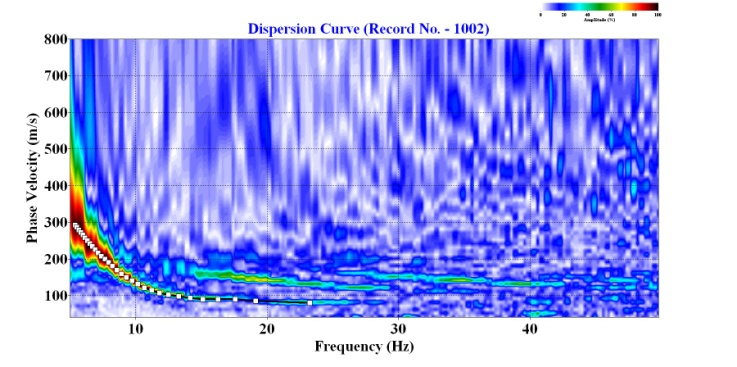 0 20 40 60 80 100
Amplitude (%)
Dispersion Curve (Record No. - 1002)
800
700
600
500
400
300
200
100
Phase Velocity (m/s)
10 20 30 40
Frequency (Hz)